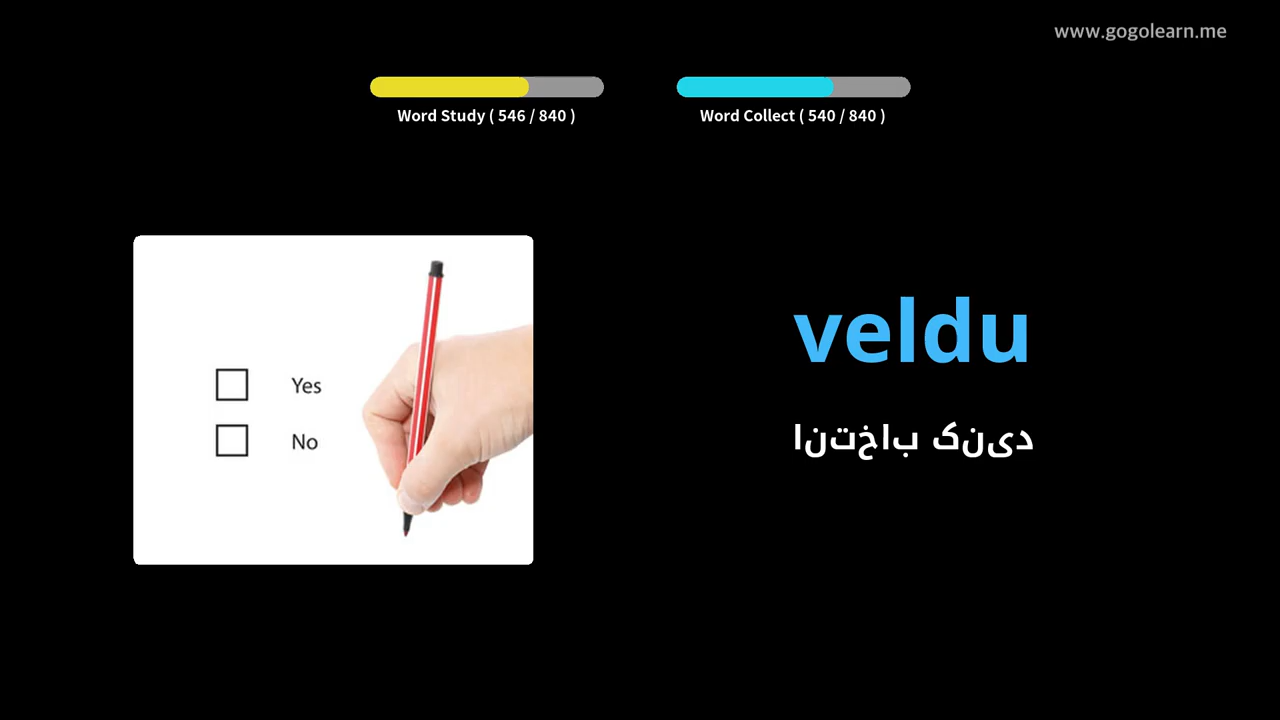 www.gogolearn.me
Word Study ( 546 / 840 )
Word Collect ( 540 / 840 )
Yes
No
veldu
انتخاب کنید